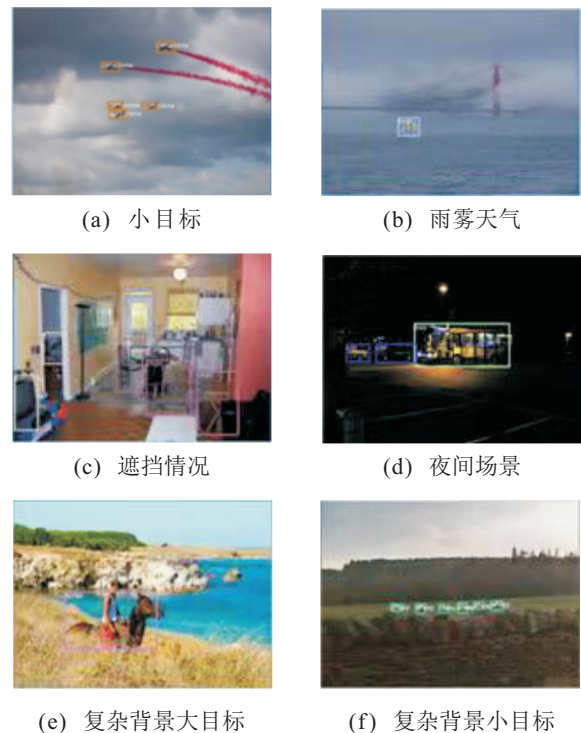 (a) 小目标
(b) 雨雾天气
(c) 遮挡情况
(d) 夜间场景
(e) 复杂背景大目标
(f) 复杂背景小目标